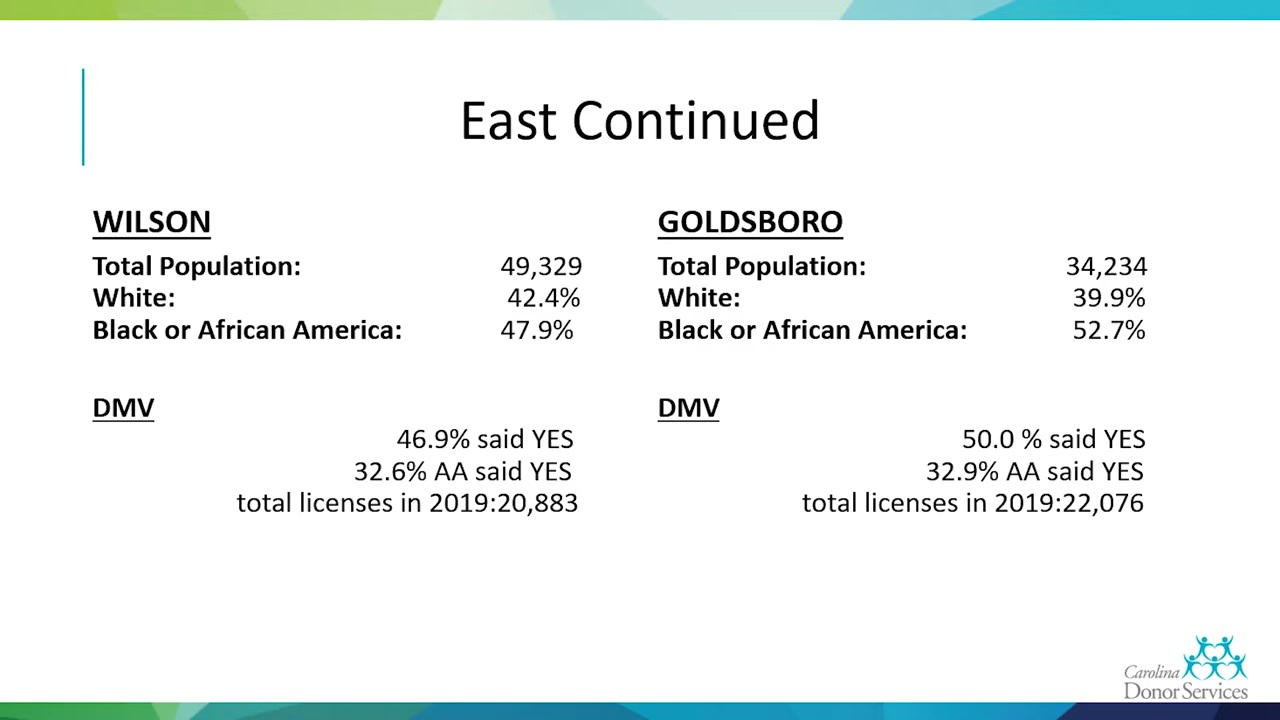 East Continued
WILSON
Total Population: 49,329
White: 42.4%
Black or African America: 47.9%
DMV
46.9% said YES
32.6% AA said YES
total licenses in 2019:20,883
GOLDSBORO
Total Population: 34,234
White: 39.9%
Black or African America: 52.7%
DMV
50.0 % said YES
32.9% AA said YES
total licenses in 2019:22,076
Carolina
Donor Services